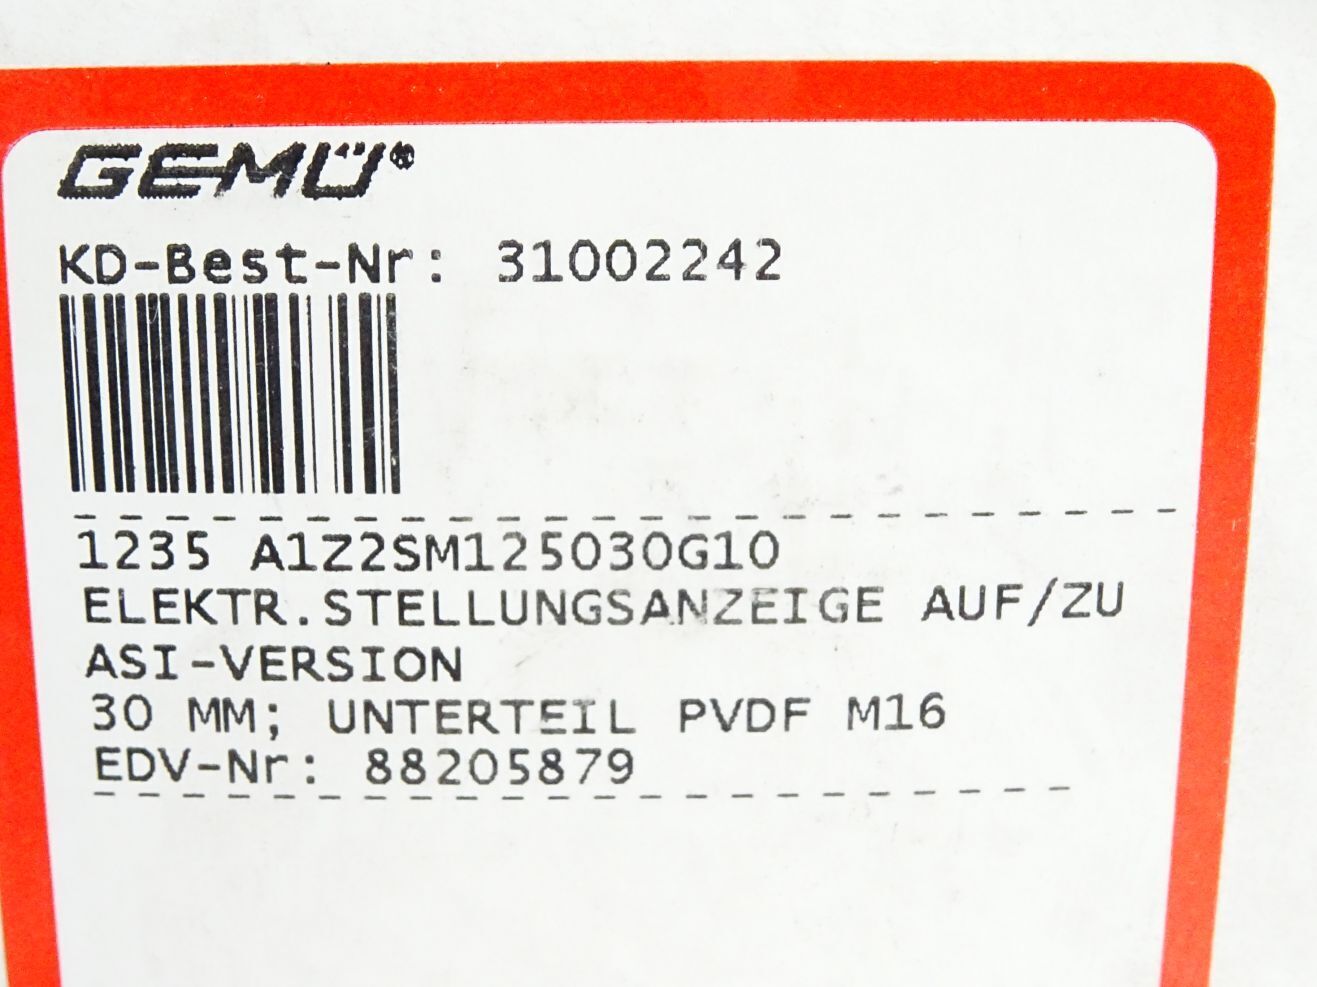 GEMÜ®
KD-Best-Nr: 31002242
1235 A1Z2SM125030G10
ELEKTR.STELLUNGSANZEIGE AUF/ZU
ASI-VERSION
30 MM; UNTERTEIL PVDF M16
EDV-Nr: 88205879